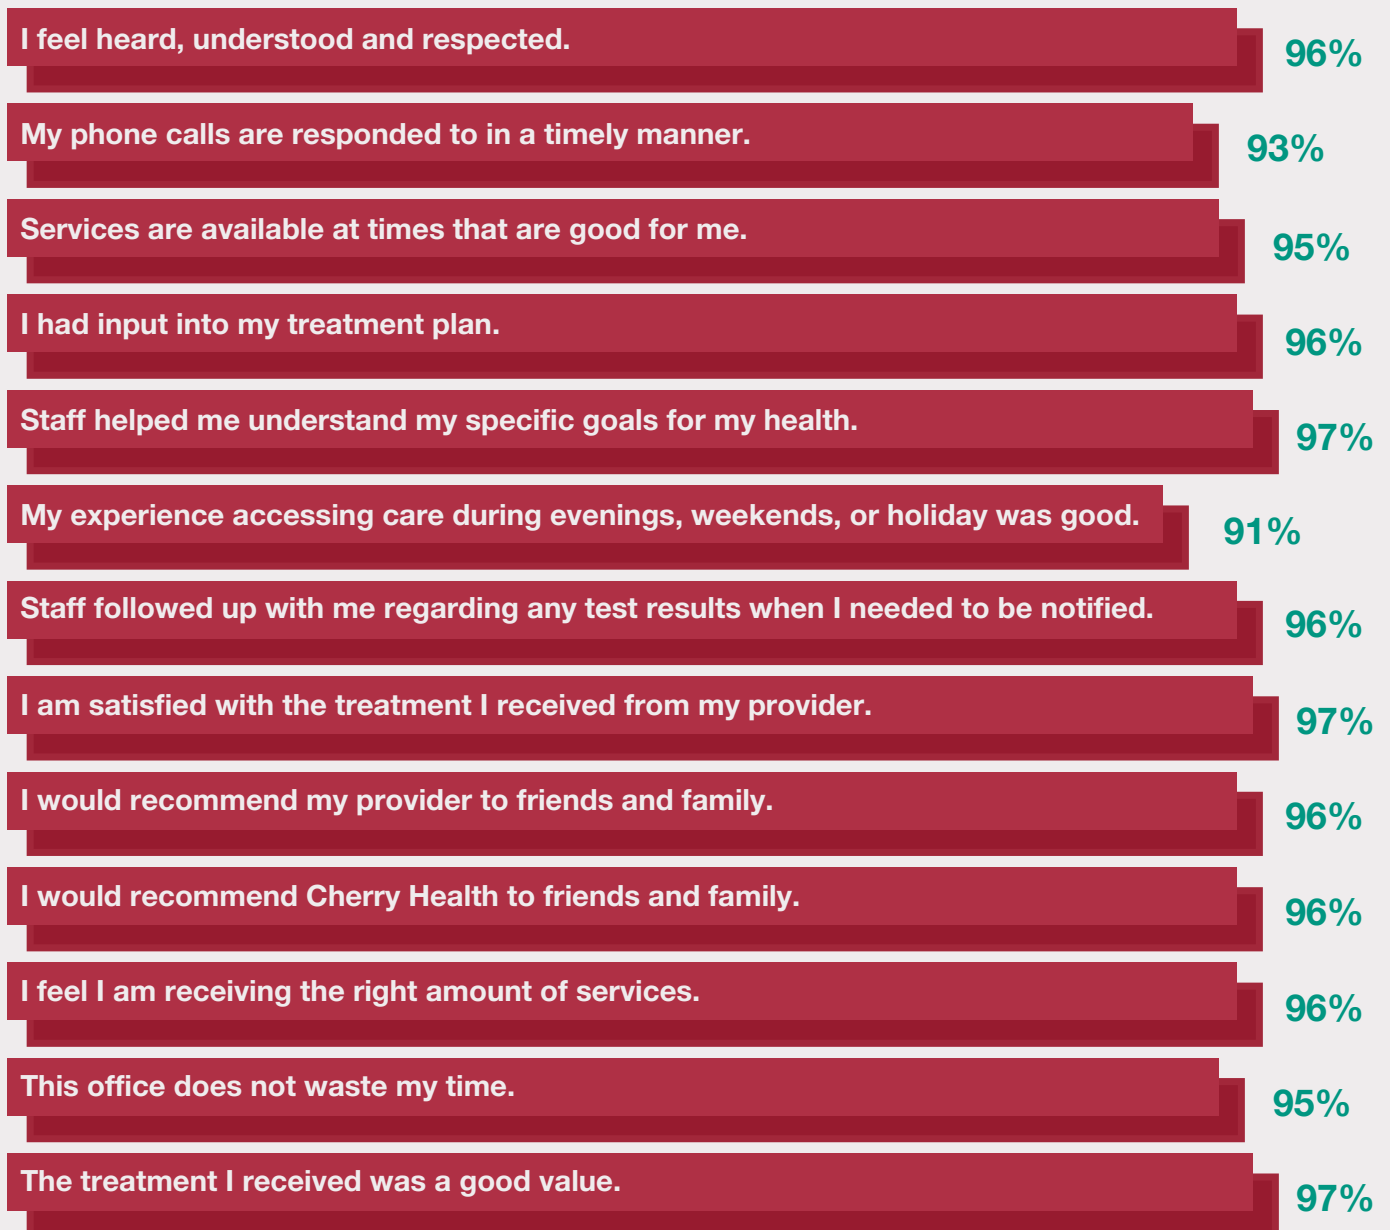 I feel heard, understood and respected.
96%
My phone calls are responded to in a timely manner.
93%
Services are available at times that are good for me.
95%
I had input into my treatment plan.
96%
Staff helped me understand my specific goals for my health.
97%
My experience accessing care during evenings, weekends, or holiday was good.
91%
Staff followed up with me regarding any test results when I needed to be notified.
96%
I am satisfied with the treatment I received from my provider.
97%
I would recommend my provider to friends and family.
96%
I would recommend Cherry Health to friends and family.
96%
I feel I am receiving the right amount of services.
96%
This office does not waste my time.
95%
The treatment I received was a good value.
97%